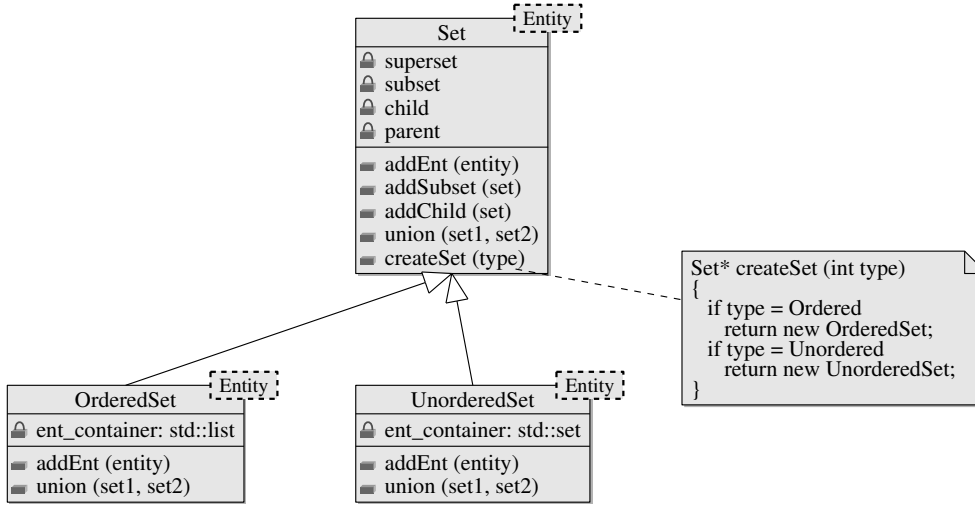 Entity
Set
superset
subset
child
parent
addEnt (entity)
addSubset (set)
addChild (set)
union (set1, set2)
createSet (type)
Set* createSet (int type)
{
if type = Ordered
return new OrderedSet;
if type = Unordered
return new UnorderedSet;
}
Entity
OrderedSet
ent_container: std::list
addEnt (entity)
union (set1, set2)
Entity
UnorderedSet
ent_container: std::set
addEnt (entity)
union (set1, set2)